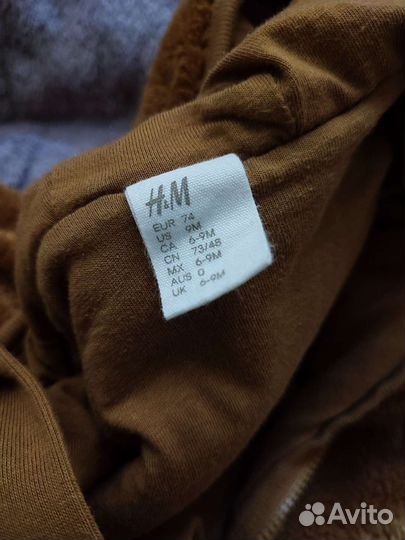 H&M
EUR 74
US 9M
CA 6-9M
CN 73/48
MX 6-9M
AUS 0
UK 6-9M
Avito